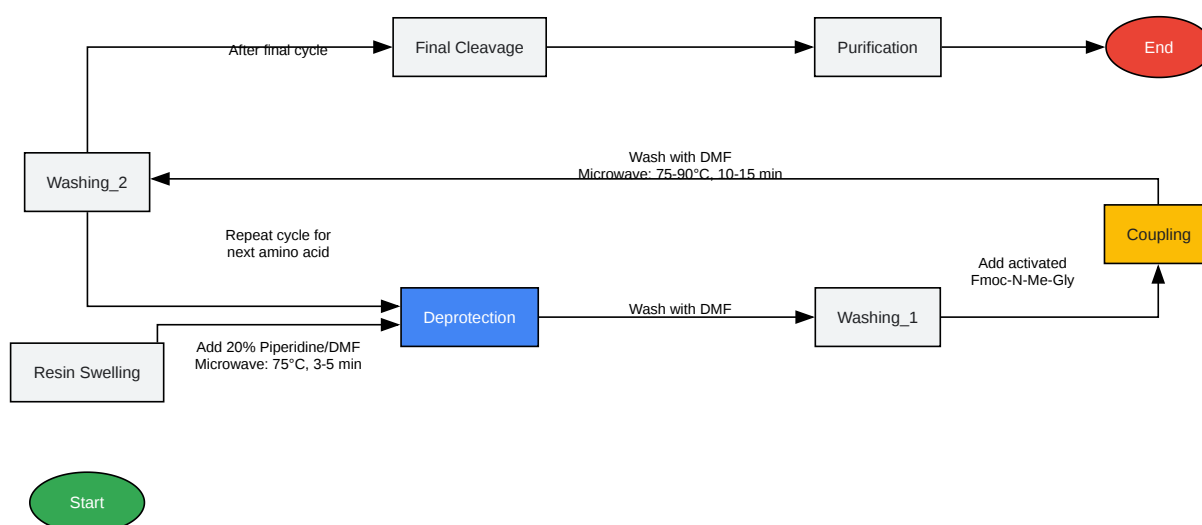 After final cycle
Final Cleavage
Purification
End
Wash with DMF
Microwave: 75-90°C, 10-15 min
Washing_2
Coupling
Repeat cycle for
next amino acid
Add activated
Fmoc-N-Me-Gly
Deprotection
Wash with DMF
Washing_1
Add 20% Piperidine/DMF
Microwave: 75°C, 3-5 min
Resin Swelling
Start